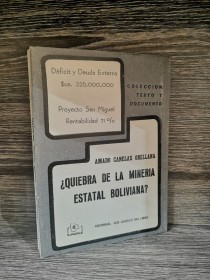 Déficit y Deuda Externa
$us. 225,000,000
Proyecto San Miguel
Rentabilidad 71 o/o
COLECCION
TEXTO Y
DOCUMENTO
AMADO CANELAS ORELLANA
¿QUIEBRA DE LA MINERIA
ESTATAL BOLIVIANA?